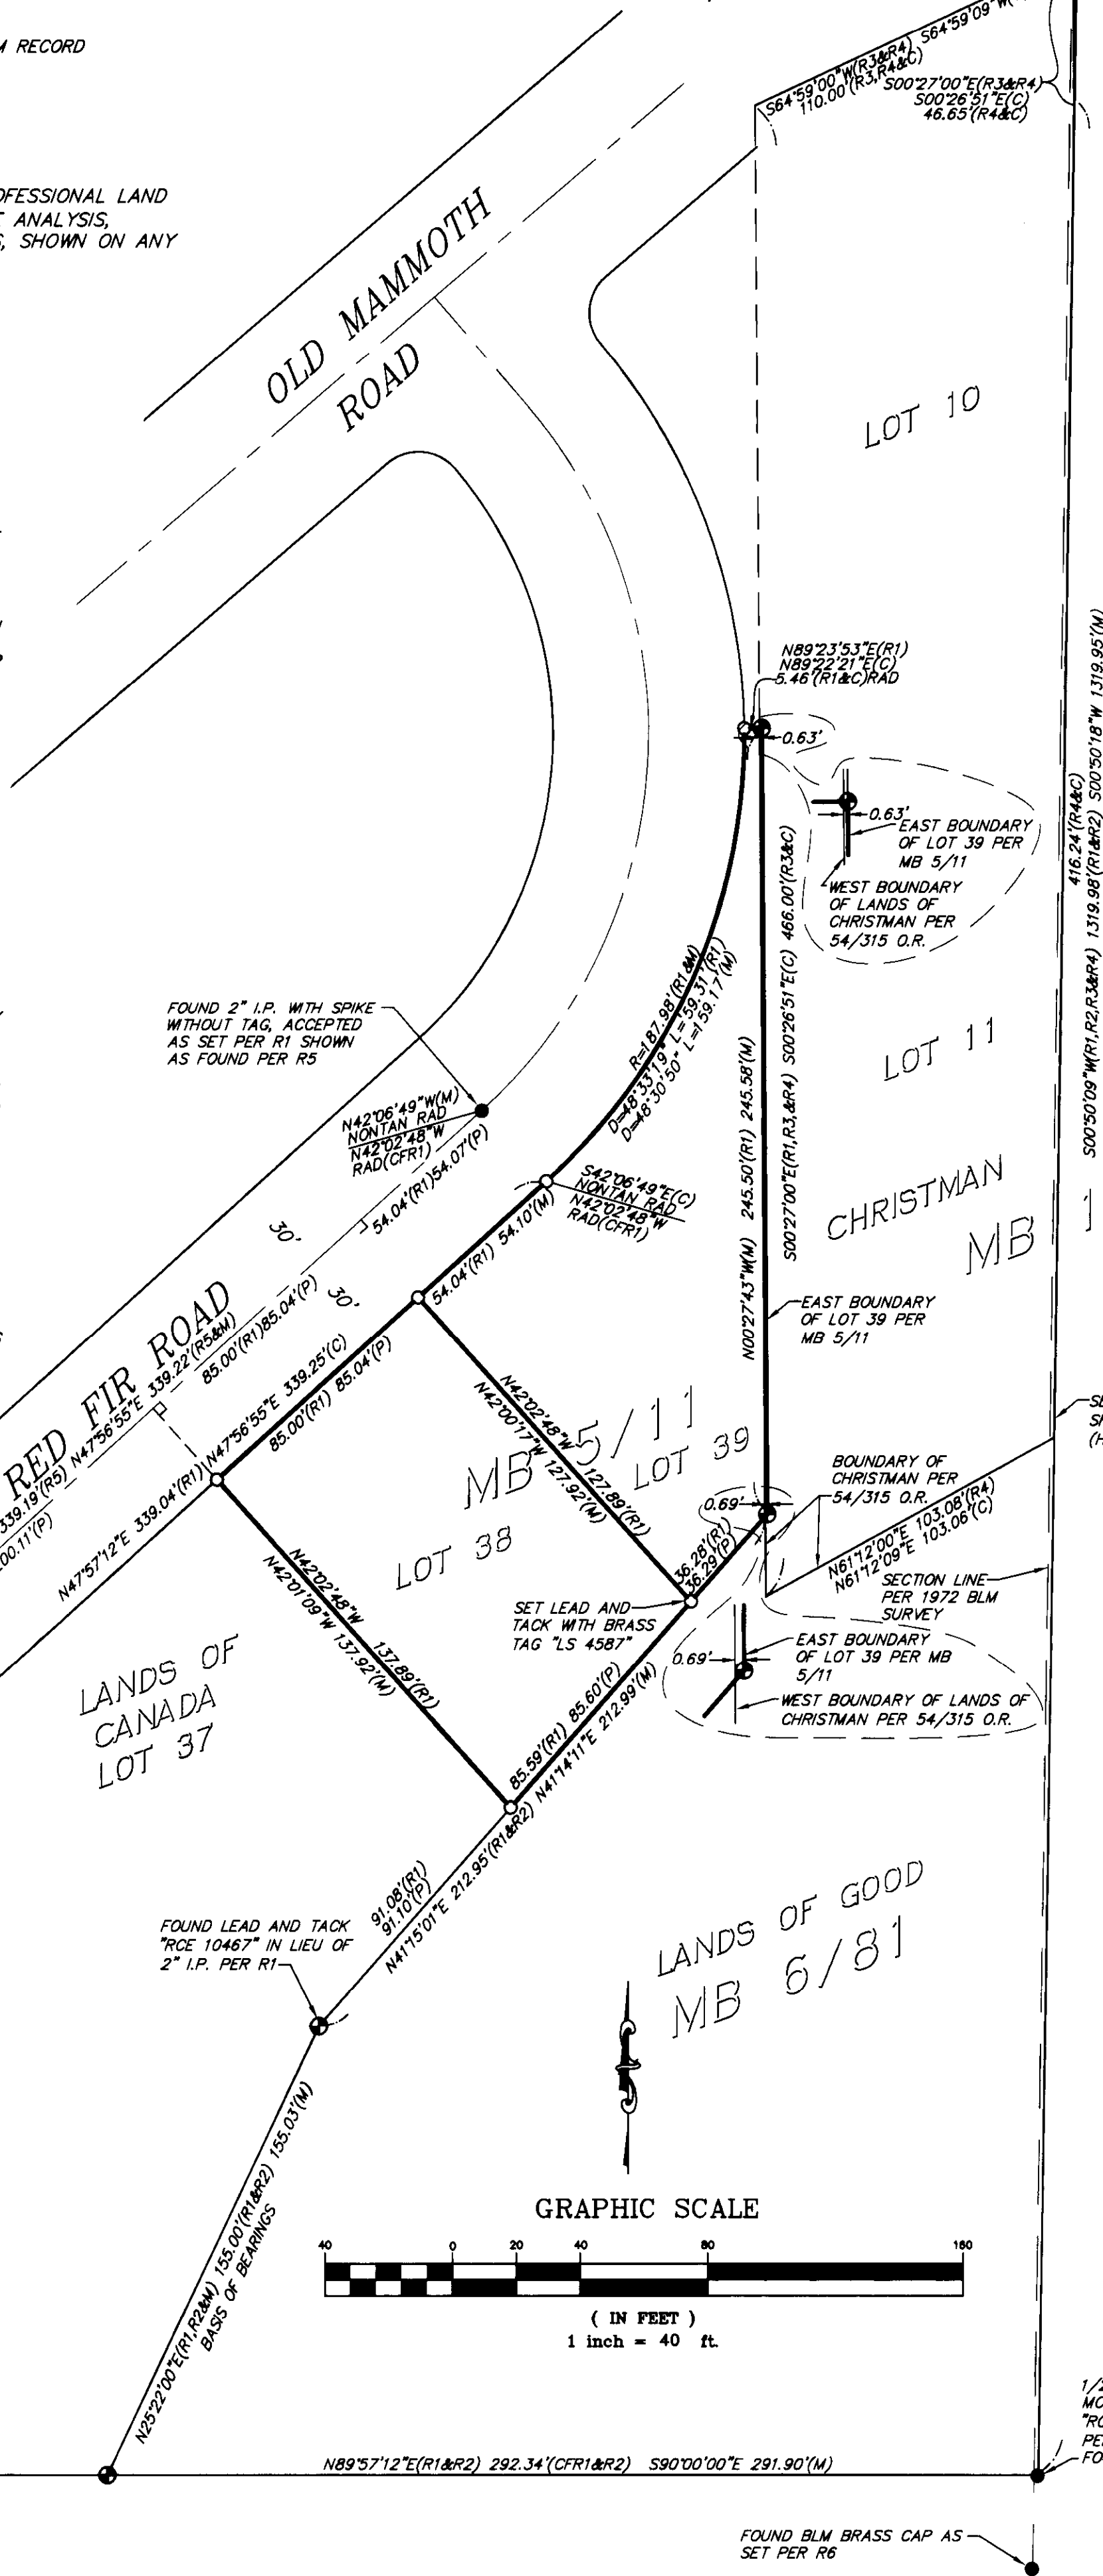 M RECORD
S64°59'09"W
S64°59'00"W(R3&R4)
110.00'(R3,R4&C)
S00°27'00"E(R3&R4)
S00°26'51"E(C)
46.65'(R4&C)
OFESSIONAL LAND
ANALYSIS,
SHOWN ON ANY
OLD MAMMOTH
ROAD
LOT 10
N89°23'53"E(R1)
N89°22'21"E(C)
5.46'(R1&C)RAD
0.63'
0.63'
EAST BOUNDARY
OF LOT 39 PER
MB 5/11
WEST BOUNDARY
OF LANDS OF
CHRISTMAN PER
54/315 O.R.
416.24'(R4&C)
S00°50'09"W(R1,R2,R3&R4) 1319.98'(R1&R2) S00°50'18"W 1319.95'(M)
R=187.98'(R1&M)
D=48°33'19" L=159.31'(R1)
D=48°30'50" L=159.17'(M)
FOUND 2" I.P. WITH SPIKE
WITHOUT TAG, ACCEPTED
AS SET PER R1 SHOWN
AS FOUND PER R5
N00°27'43"W(M) 245.50'(R1) 245.58'(M)
S00°27'00"E(R1,R3,&R4) S00°26'51"E(C) 466.00'(R3&C)
LOT 11
CHRISTMAN
MB 1
N42°06'49"W(M)
NONTAN RAD
N42°02'48"W
RAD(CFR1)
54.04'(R1)54.07'(P)
S42°06'49"E(C)
NONTAN RAD
N42°02'48"W
RAD(CFR1)
54.04'(R1) 54.10'(M)
30'
30'
EAST BOUNDARY
OF LOT 39 PER
MB 5/11
RED FIR ROAD
339.19'(R5) N47°56'55"E 339.22'(R5&M)
85.00'(R1)85.04'(P)
00.11'(P)
N47°57'12"E 339.04'(R1)
N47°56'55"E 339.25'(C)
85.00'(R1) 85.04'(P)
N42°02'48"W 127.89'(R1)
N42°00'17"W 127.92'(M)
MB 5/11
LOT 39
LOT 38
0.69'
BOUNDARY OF
CHRISTMAN PER
54/315 O.R.
N61°12'00"E 103.08'(R4)
N61°12'09"E 103.06'(C)
36.28'(R1)
36.29'(P)
N42°02'48"W 137.89'(R1)
N42°01'09"W 137.92'(M)
SET LEAD AND
TACK WITH BRASS
TAG "LS 4587"
SECTION LINE
PER 1972 BLM
SURVEY
0.69'
EAST BOUNDARY
OF LOT 39 PER MB
5/11
WEST BOUNDARY OF LANDS OF
CHRISTMAN PER 54/315 O.R.
LANDS OF
CANADA
LOT 37
85.59'(R1) 85.60'(P)
N41°14'11"E 212.99'(M)
91.08'(R1)
91.10'(P)
N41°15'01"E 212.95'(R1&R2)
LANDS OF GOOD
MB 6/81
FOUND LEAD AND TACK
"RCE 10467" IN LIEU OF
2" I.P. PER R1
N25°22'00"E(R1,R2&M) 155.00'(R1&R2) 155.03'(M)
BASIS OF BEARINGS
GRAPHIC SCALE
40 0 20 40 80 160
( IN FEET )
1 inch = 40 ft.
N89°57'12"E(R1&R2) 292.34'(CFR1&R2) S90°00'00"E 291.90'(M)
FOUND BLM BRASS CAP AS
SET PER R6